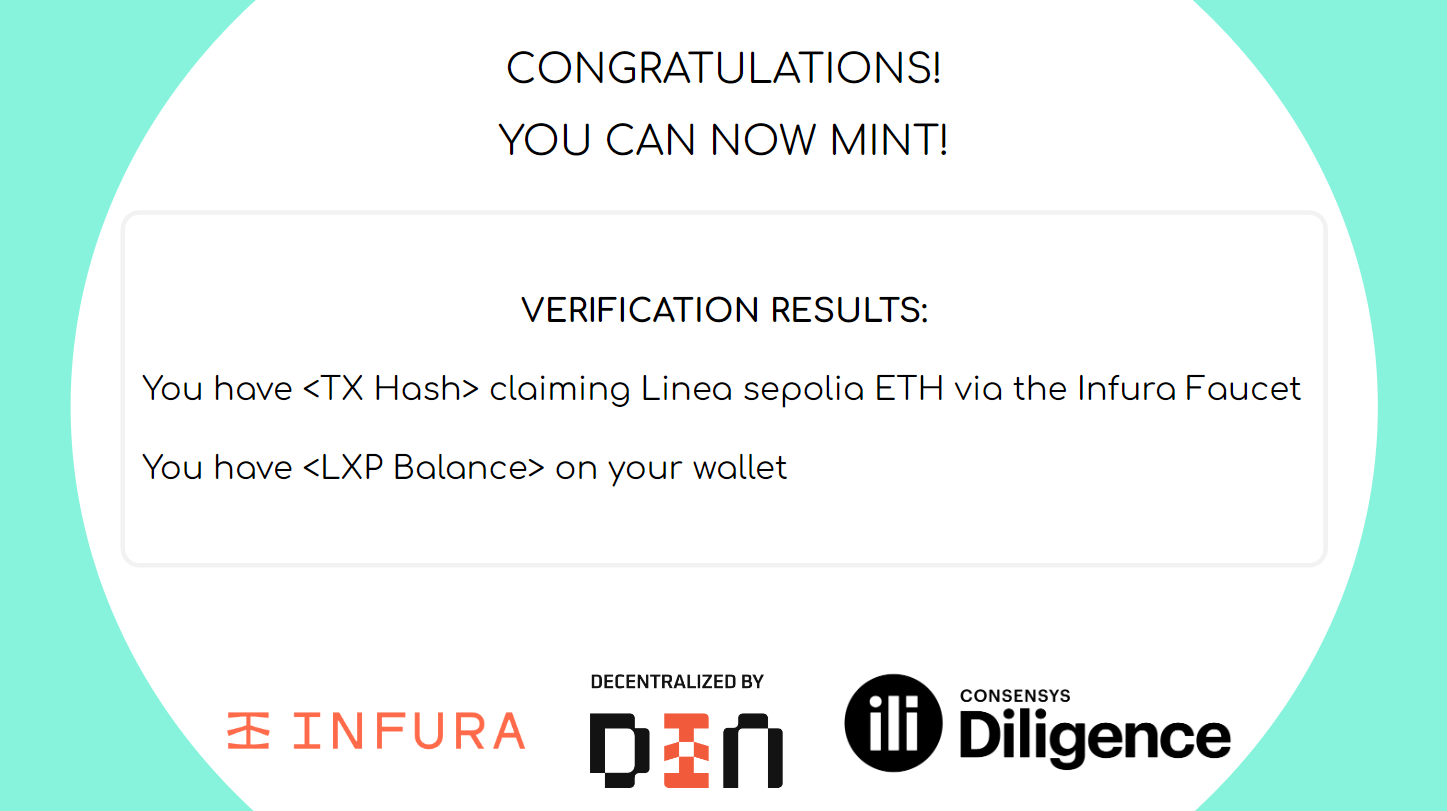 CONGRATULATIONS!
YOU CAN NOW MINT!
VERIFICATION RESULTS:
You have <TX Hash> claiming Linea sepolia ETH via the Infura Faucet
You have <LXP Balance> on your wallet
INFURA
DECENTRALIZED BY
DIN
ili
CONSENSYS
Diligence